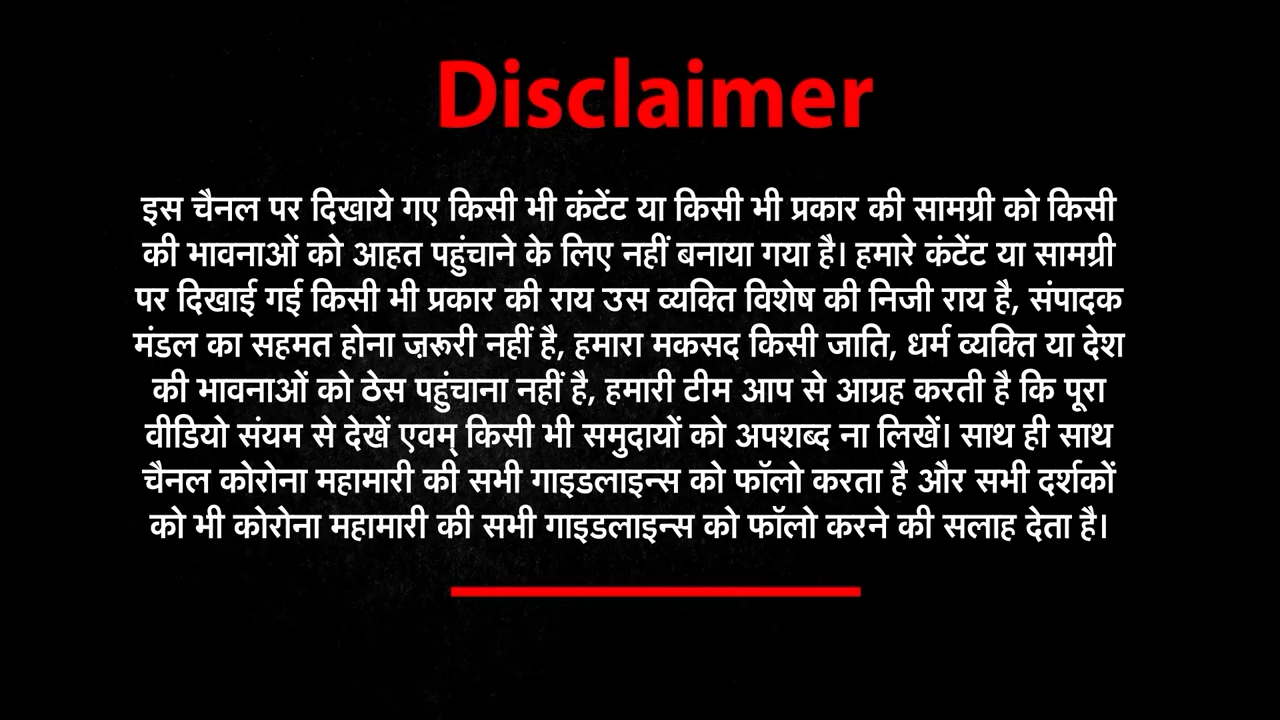 Disclaimer
इस चैनल पर दिखाये गए किसी भी कंटेंट या किसी भी प्रकार की सामग्री को किसी
की भावनाओं को आहत पहुंचाने के लिए नहीं बनाया गया है। हमारे कंटेंट या सामग्री
पर दिखाई गई किसी भी प्रकार की राय उस व्यक्ति विशेष की निजी राय है, संपादक
मंडल का सहमत होना ज़रूरी नहीं है, हमारा मकसद किसी जाति, धर्म व्यक्ति या देश
की भावनाओं को ठेस पहुंचाना नहीं है, हमारी टीम आप से आग्रह करती है कि पूरा
वीडियो संयम से देखें एवम् किसी भी समुदायों को अपशब्द ना लिखें। साथ ही साथ
चैनल कोरोना महामारी की सभी गाइडलाइन्स को फॉलो करता है और सभी दर्शकों
को भी कोरोना महामारी की सभी गाइडलाइन्स को फॉलो करने की सलाह देता है।